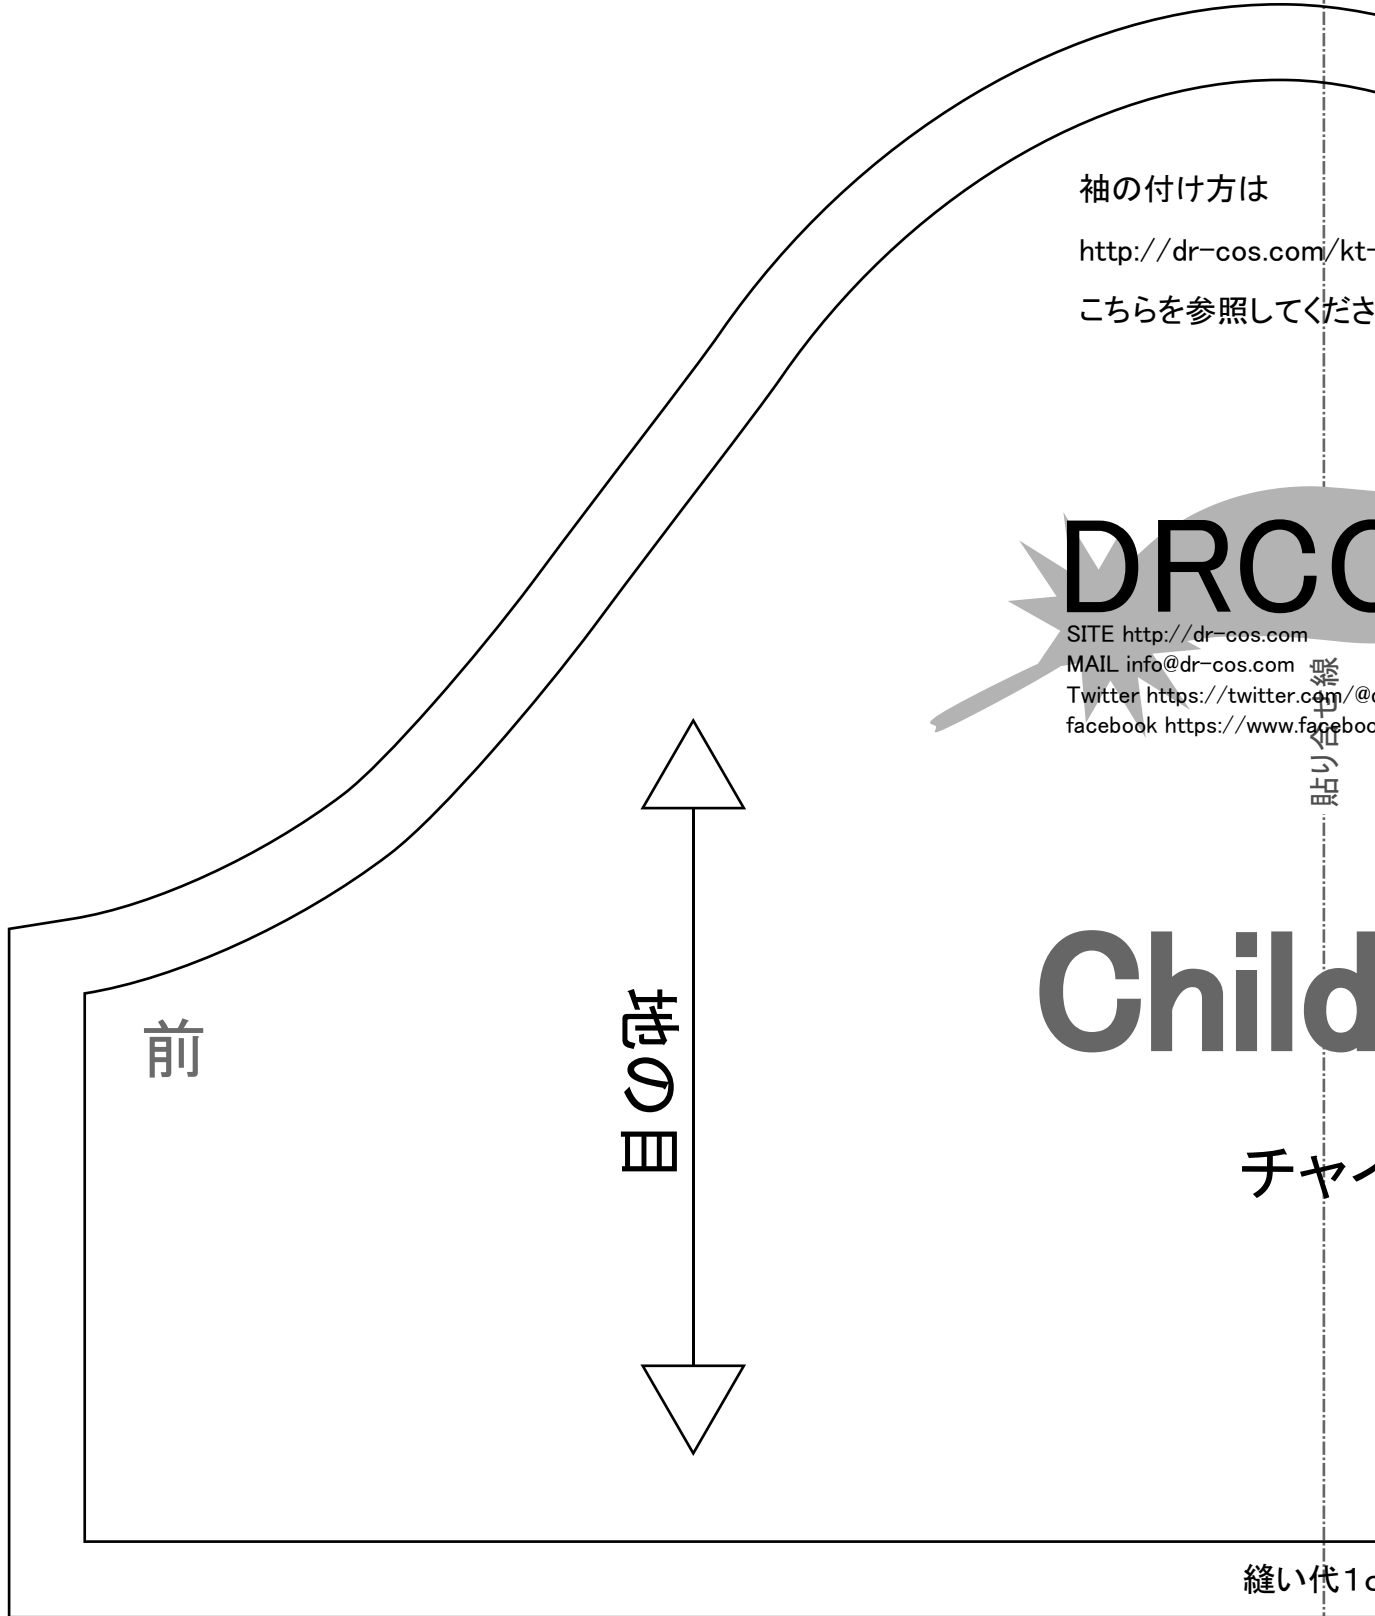 袖の付け方は
http://dr-cos.com/kt-
こちらを参照してくださ
DRCO
SITE http://dr-cos.com
MAIL info@dr-cos.com
Twitter https://twitter.com/@
facebook https://www.faceboo
貼り合せ線
Child
前
地の目
チャイ
縫い代1c